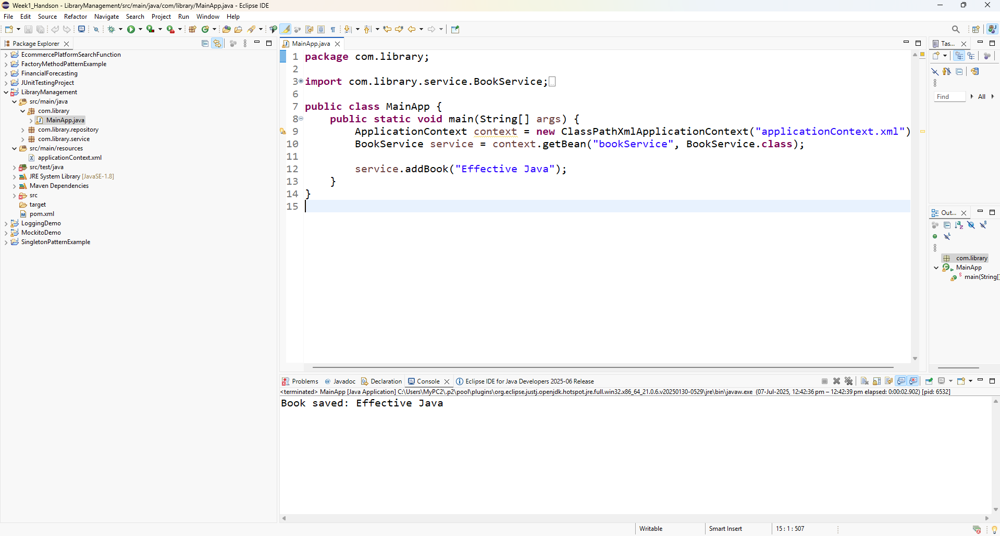 Week1_Handson - LibraryManagement/src/main/java/com/library/MainApp.java - Eclipse IDE
File Edit Source Refactor Navigate Search Project Run Window Help
Package Explorer
EcommercePlatformSearchFunction
FactoryMethodPatternExample
FinancialForecasting
JUnitTestingProject
LibraryManagement
src/main/java
com.library
MainApp.java
com.library.repository
com.library.service
src/main/resources
applicationContext.xml
src/test/java
JRE System Library [JavaSE-1.8]
Maven Dependencies
src
target
pom.xml
LoggingDemo
MockitoDemo
SingletonPatternExample
MainApp.java
1 package com.library;
2
3 import com.library.service.BookService;
6
7 public class MainApp {
8 public static void main(String[] args) {
9 ApplicationContext context = new ClassPathXmlApplicationContext("applicationContext.xml")
10 BookService service = context.getBean("bookService", BookService.class);
11
12 service.addBook("Effective Java");
13 }
14 }
15
Tas...
Find All
Out...
com.library
MainApp
main(String[]
Problems Javadoc Declaration Console Eclipse IDE for Java Developers 2025-06 Release
<terminated> MainApp [Java Application] C:\Users\MyPC2\.p2\pool\plugins\org.eclipse.justj.openjdk.hotspot.jre.full.win32.x86_64_21.0.6.v20250130-0529\jre\bin\javaw.exe (07-Jul-2025, 12:42:36 pm – 12:42:39 pm elapsed: 0:00:02.902) [pid: 6532]
Book saved: Effective Java
Writable Smart Insert 15 : 1 : 507